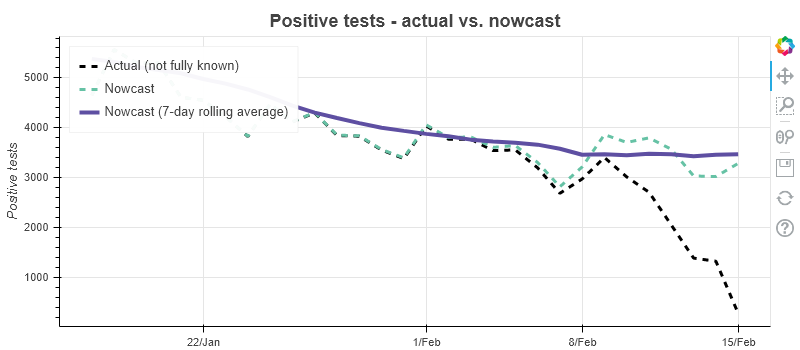 Positive tests - actual vs. nowcast
Actual (not fully known)
Nowcast
Nowcast (7-day rolling average)
Positive tests
5000
4000
3000
2000
1000
22/Jan
1/Feb
8/Feb
15/Feb